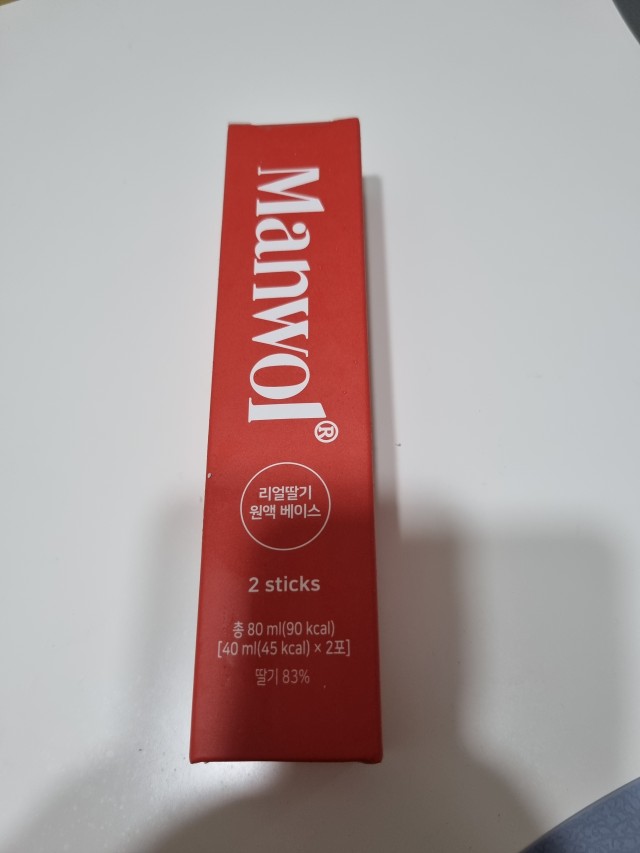 Manwol®
리얼딸기
원액 베이스
2 sticks
총 80 ml(90 kcal)
[40 ml(45 kcal) × 2포]
딸기 83%